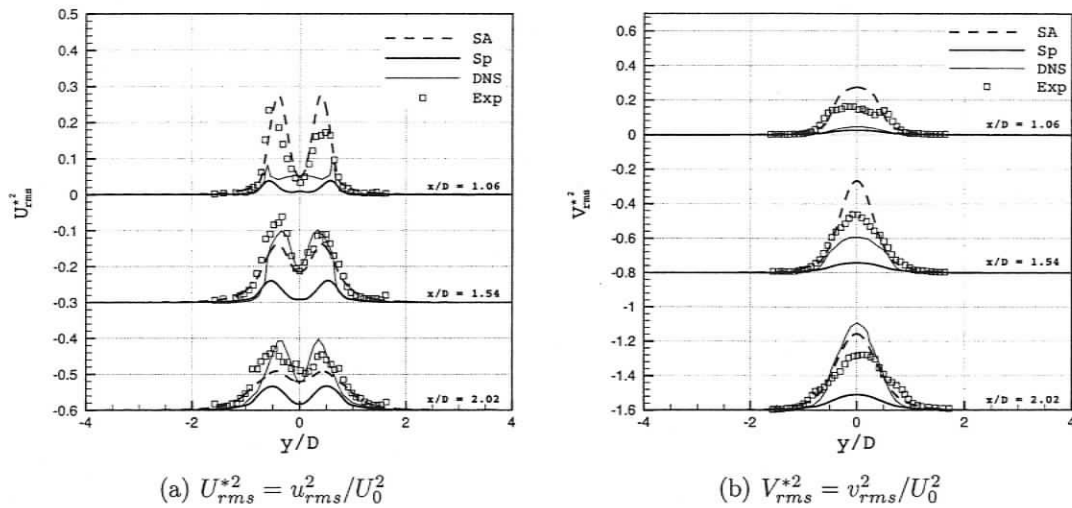 0.5
0.4
0.3
0.2
0.1
0
-0.1
-0.2
-0.3
-0.4
-0.5
-0.6
U*²rms
SA
Sp
DNS
Exp
x/D = 1.06
x/D = 1.54
x/D = 2.02
-4
-2
0
2
4
y/D
(a) U*²rms = u²rms/U²0
0.6
0.4
0.2
0
-0.2
-0.4
-0.6
-0.8
-1
-1.2
-1.4
-1.6
V*²rms
SA
Sp
DNS
Exp
x/D = 1.06
x/D = 1.54
x/D = 2.02
-4
-2
0
2
4
y/D
(b) V*²rms = v²rms/U²0